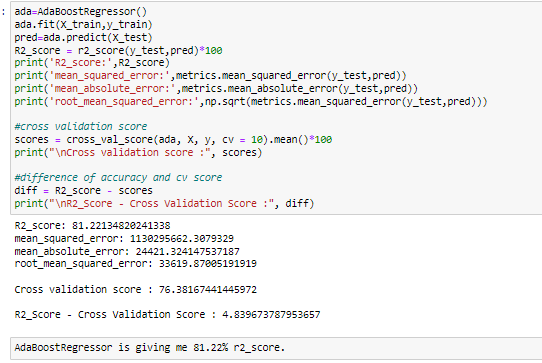 : ada=AdaBoostRegressor()
ada.fit(X_train,y_train)
pred=ada.predict(X_test)
R2_score = r2_score(y_test,pred)*100
print('R2_score:',R2_score)
print('mean_squared_error:',metrics.mean_squared_error(y_test,pred))
print('mean_absolute_error:',metrics.mean_absolute_error(y_test,pred))
print('root_mean_squared_error:',np.sqrt(metrics.mean_squared_error(y_test,pred)))
#cross validation score
scores = cross_val_score(ada, X, y, cv = 10).mean()*100
print("\nCross validation score :", scores)
#difference of accuracy and cv score
diff = R2_score - scores
print("\nR2_Score - Cross Validation Score :", diff)
R2_score: 81.22134820241338
mean_squared_error: 1130295662.3079329
mean_absolute_error: 24421.324147537187
root_mean_squared_error: 33619.87005191919
Cross validation score : 76.38167441445972
R2_Score - Cross Validation Score : 4.839673787953657
AdaBoostRegressor is giving me 81.22% r2_score.